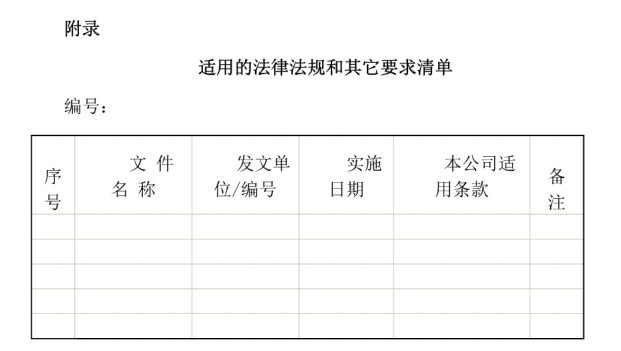 附录
适用的法律法规和其它要求清单
编号：
序号 文 件名 称 发文单位/编号 实施日期 本公司适用条款 备注